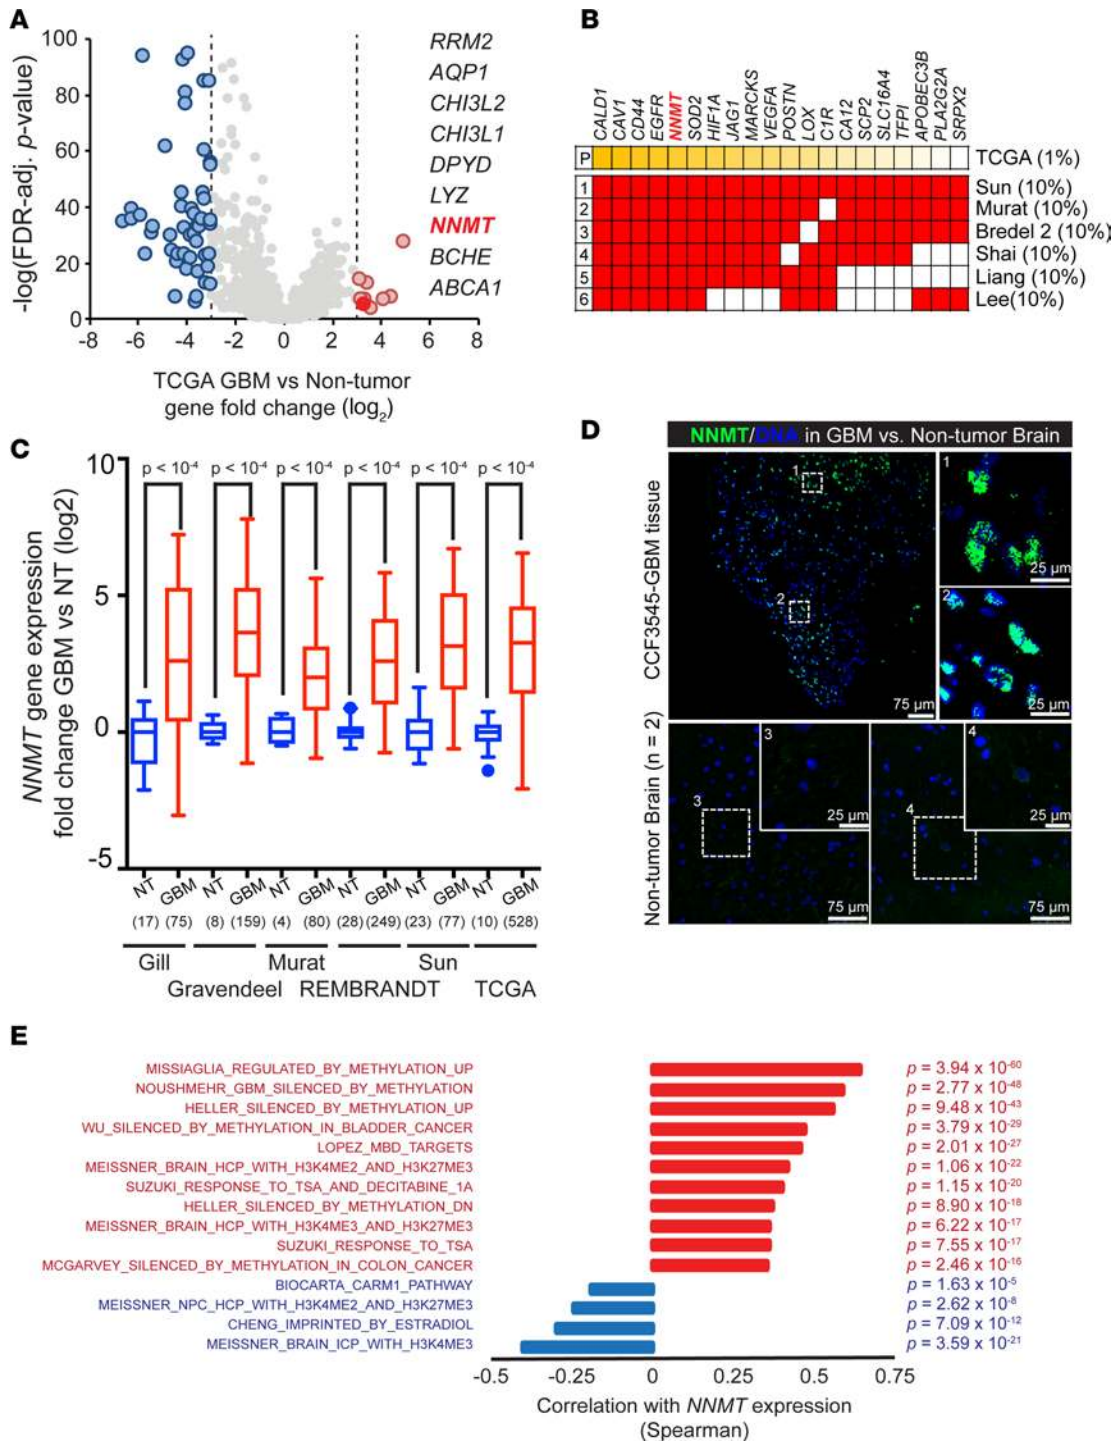 A
-log(FDR-adj. p-value)
100
80
60
40
20
0
-8 -6 -4 -2 0 2 4 6 8
TCGA GBM vs Non-tumor
gene fold change (log2)
RRM2
AQP1
CHI3L2
CHI3L1
DPYD
LYZ
NNMT
BCHE
ABCA1
B
CALD1
CAV1
CD44
EGFR
NNMT
SOD2
HIF1A
JAG1
MARCKS
VEGFA
POSTN
LOX
C1R
CA12
SCP2
SLC16A4
TFPI
APOBEC3B
PLA2G2A
SRPX2
P TCGA (1%)
1 Sun (10%)
2 Murat (10%)
3 Bredel 2 (10%)
4 Shai (10%)
5 Liang (10%)
6 Lee(10%)
C
NNMT gene expression
fold change GBM vs NT (log2)
10
5
0
-5
p < 10-4 p < 10-4 p < 10-4 p < 10-4 p < 10-4 p < 10-4
NT GBM NT GBM NT GBM NT GBM NT GBM NT GBM
(17) (75) (8) (159) (4) (80) (28) (249) (23) (77) (10) (528)
Gill Murat Sun
Gravendeel REMBRANDT TCGA
D
NNMT/DNA in GBM vs. Non-tumor Brain
CCF3545-GBM tissue
1
2
75 µm
1
25 µm
2
25 µm
Non-tumor Brain (n = 2)
3
3
25 µm
75 µm
4
4
25 µm
75 µm
E
MISSIAGLIA_REGULATED_BY_METHYLATION_UP p = 3.94 x 10-60
NOUSHMEHR_GBM_SILENCED_BY_METHYLATION p = 2.77 x 10-48
HELLER_SILENCED_BY_METHYLATION_UP p = 9.48 x 10-43
WU_SILENCED_BY_METHYLATION_IN_BLADDER_CANCER p = 3.79 x 10-29
LOPEZ_MBD_TARGETS p = 2.01 x 10-27
MEISSNER_BRAIN_HCP_WITH_H3K4ME2_AND_H3K27ME3 p = 1.06 x 10-22
SUZUKI_RESPONSE_TO_TSA_AND_DECITABINE_1A p = 1.15 x 10-20
HELLER_SILENCED_BY_METHYLATION_DN p = 8.90 x 10-18
MEISSNER_BRAIN_HCP_WITH_H3K4ME3_AND_H3K27ME3 p = 6.22 x 10-17
SUZUKI_RESPONSE_TO_TSA p = 7.55 x 10-17
MCGARVEY_SILENCED_BY_METHYLATION_IN_COLON_CANCER p = 2.46 x 10-16
BIOCARTA_CARM1_PATHWAY p = 1.63 x 10-5
MEISSNER_NPC_HCP_WITH_H3K4ME2_AND_H3K27ME3 p = 2.62 x 10-8
CHENG_IMPRINTED_BY_ESTRADIOL p = 7.09 x 10-12
MEISSNER_BRAIN_ICP_WITH_H3K4ME3 p = 3.59 x 10-21
-0.5 -0.25 0 0.25 0.5 0.75
Correlation with NNMT expression
(Spearman)